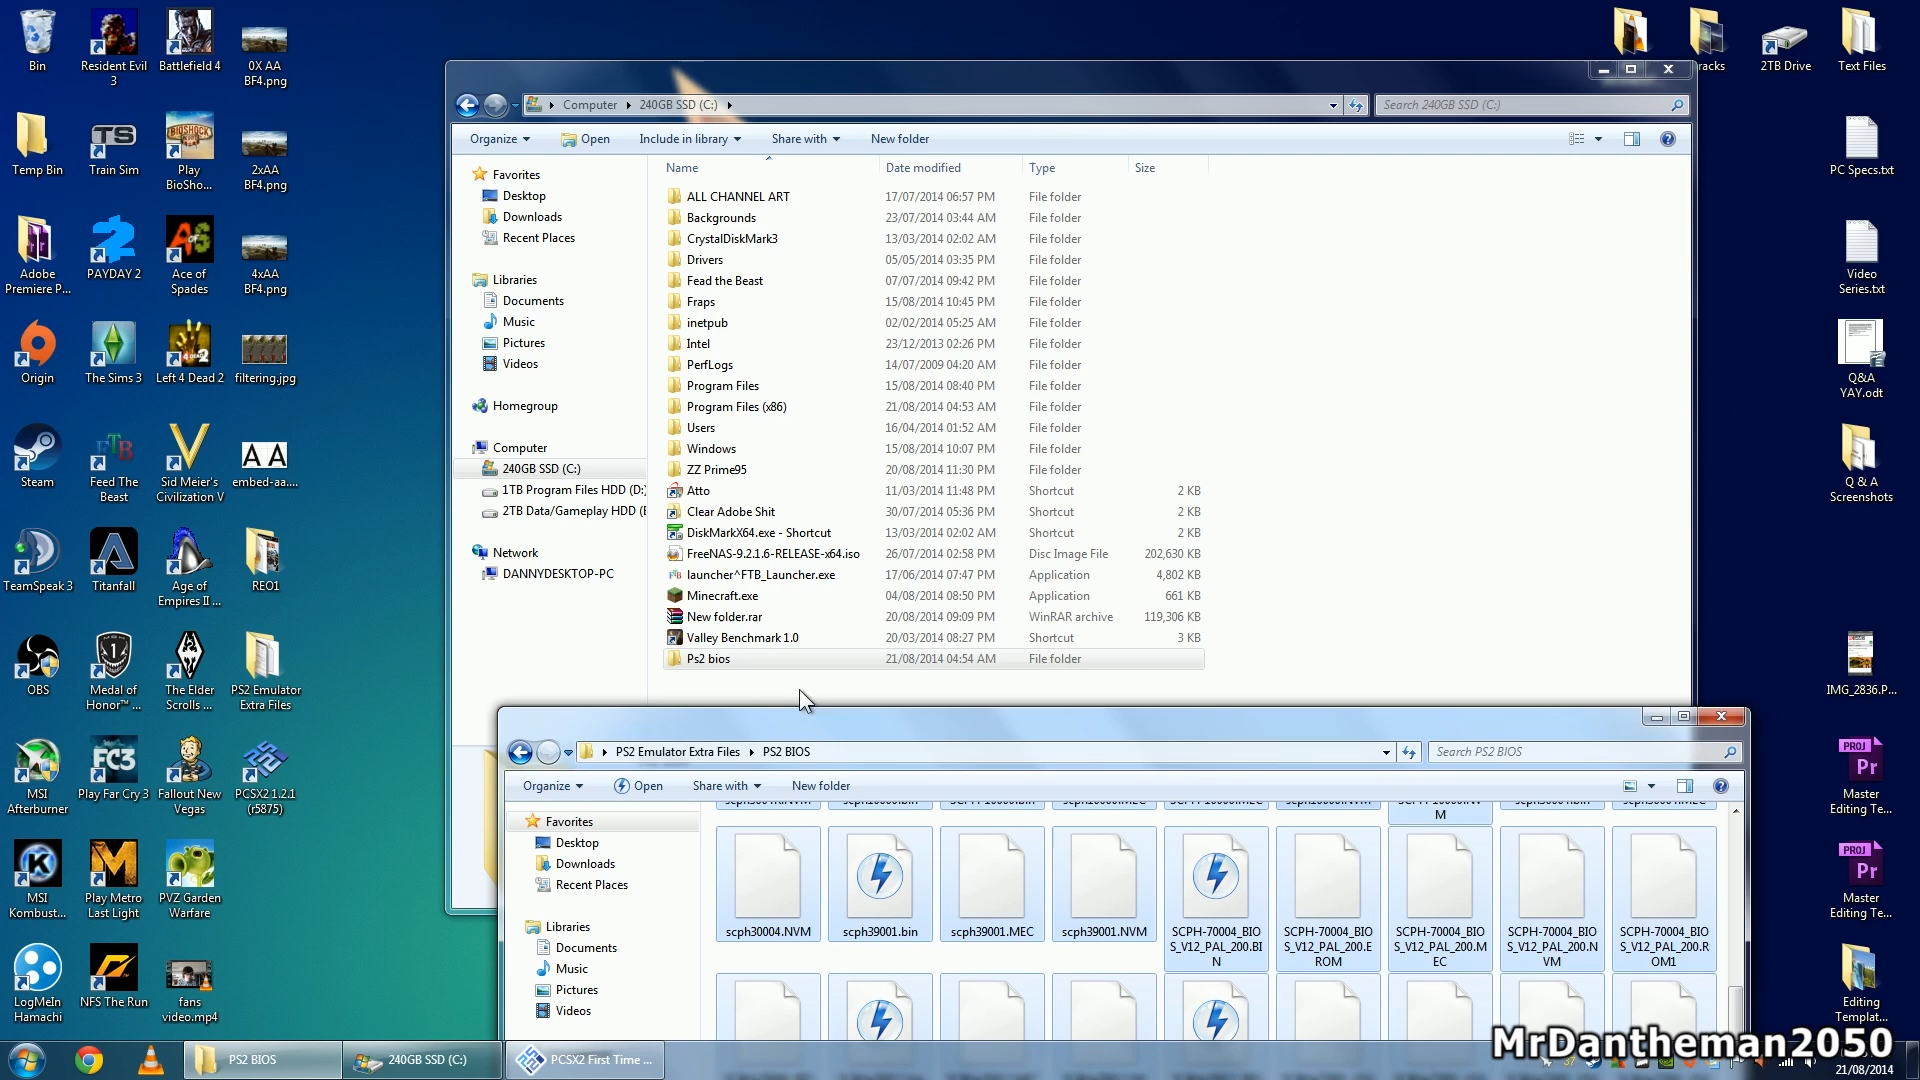 Bin
Resident Evil
3
Battlefield 4
0X AA
BF4.png
Temp Bin
Train Sim
Play
BioSho...
2xAA
BF4.png
Adobe
Premiere P...
PAYDAY 2
Ace of
Spades
4xAA
BF4.png
Origin
The Sims 3
Left 4 Dead 2
filtering.jpg
Steam
Feed The
Beast
Sid Meier's
Civilization V
embed-aa....
TeamSpeak 3
Titanfall
Age of
Empires II ...
REO1
OBS
Medal of
Honor™ ...
The Elder
Scrolls ...
PS2 Emulator
Extra Files
MSI
Afterburner
Play Far Cry 3
Fallout New
Vegas
PCSX2 1.2.1
(r5875)
MSI
Kombust...
Play Metro
Last Light
PVZ Garden
Warfare
LogMeIn
Hamachi
NFS The Run
fans
video.mp4
Computer
240GB SSD (C:)
Search 240GB SSD (C:)
Organize
Open
Include in library
Share with
New folder
Favorites
Desktop
Downloads
Recent Places
Libraries
Documents
Music
Pictures
Videos
Homegroup
Computer
240GB SSD (C:)
1TB Program Files HDD (D:
2TB Data/Gameplay HDD (E
Network
DANNYDESKTOP-PC
Name Date modified Type Size
ALL CHANNEL ART 17/07/2014 06:57 PM File folder
Backgrounds 23/07/2014 03:44 AM File folder
CrystalDiskMark3 13/03/2014 02:02 AM File folder
Drivers 05/05/2014 03:35 PM File folder
Fead the Beast 07/07/2014 09:42 PM File folder
Fraps 15/08/2014 10:45 PM File folder
inetpub 02/02/2014 05:25 AM File folder
Intel 23/12/2013 02:26 PM File folder
PerfLogs 14/07/2009 04:20 AM File folder
Program Files 15/08/2014 08:40 PM File folder
Program Files (x86) 21/08/2014 04:53 AM File folder
Users 16/04/2014 01:52 AM File folder
Windows 15/08/2014 10:07 PM File folder
ZZ Prime95 20/08/2014 11:30 PM File folder
Atto 11/03/2014 11:48 PM Shortcut 2 KB
Clear Adobe Shit 30/07/2014 05:36 PM Shortcut 2 KB
DiskMarkX64.exe - Shortcut 13/03/2014 02:02 AM Shortcut 2 KB
FreeNAS-9.2.1.6-RELEASE-x64.iso 26/07/2014 02:58 PM Disc Image File 202,630 KB
launcher^FTB_Launcher.exe 17/06/2014 07:47 PM Application 4,802 KB
Minecraft.exe 04/08/2014 08:50 PM Application 661 KB
New folder.rar 20/08/2014 09:09 PM WinRAR archive 119,306 KB
Valley Benchmark 1.0 20/03/2014 08:27 PM Shortcut 3 KB
Ps2 bios 21/08/2014 04:54 AM File folder
PS2 Emulator Extra Files
PS2 BIOS
Search PS2 BIOS
Organize
Open
Share with
New folder
Favorites
Desktop
Downloads
Recent Places
Libraries
Documents
Music
Pictures
Videos
M
scph30004.NVM
scph39001.bin
scph39001.MEC
scph39001.NVM
SCPH-70004_BIO
S_V12_PAL_200.BI
N
SCPH-70004_BIO
S_V12_PAL_200.E
ROM
SCPH-70004_BIO
S_V12_PAL_200.M
EC
SCPH-70004_BIO
S_V12_PAL_200.N
VM
SCPH-70004_BIO
S_V12_PAL_200.R
OM1
racks
2TB Drive
Text Files
PC Specs.txt
Video
Series.txt
Q&A
YAY.odt
Q & A
Screenshots
IMG_2836.P...
PROJ
Pr
Master
Editing Te...
PROJ
Pr
Master
Editing Te...
Editing
Templat...
PS2 BIOS
240GB SSD (C:)
PCSX2 First Time ...
MrDantheman2050
21/08/2014